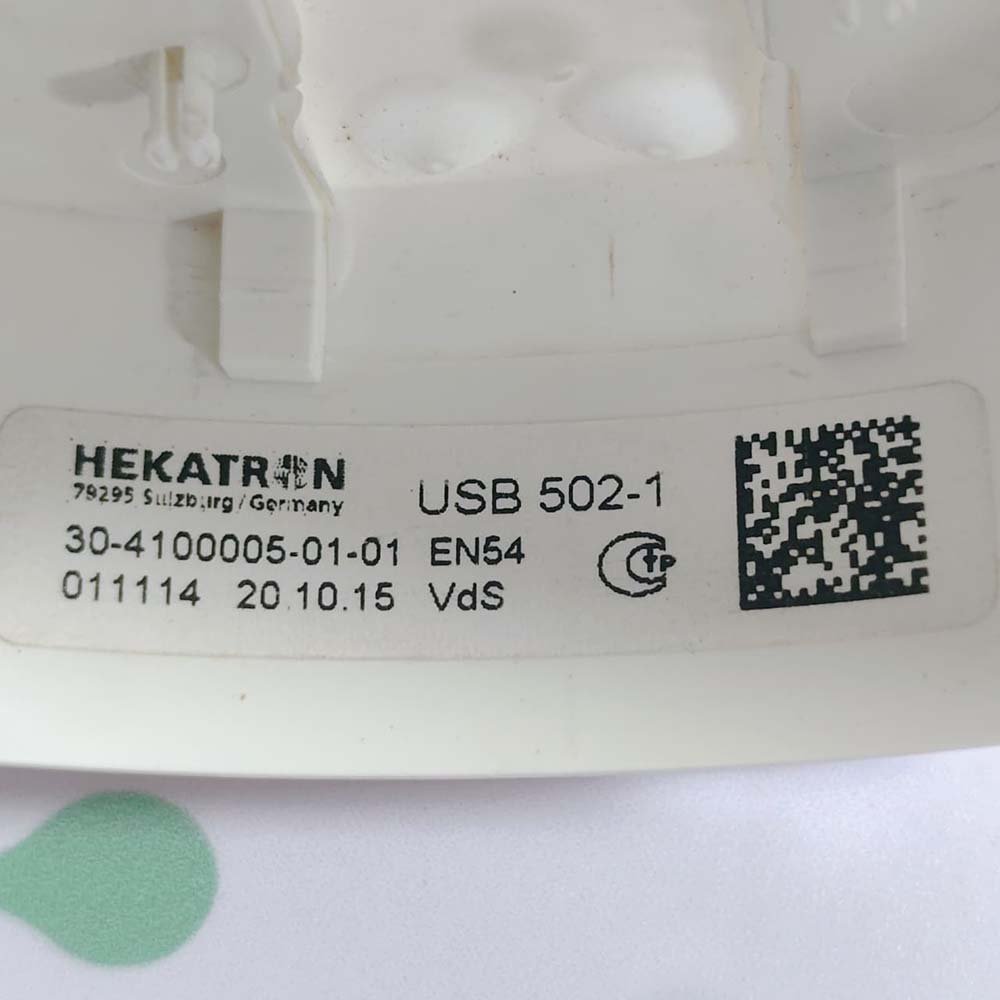 HEKATRON
79295 Sulzburg/Germany
USB 502-1
30-4100005-01-01 EN54
011114 20.10.15 VdS